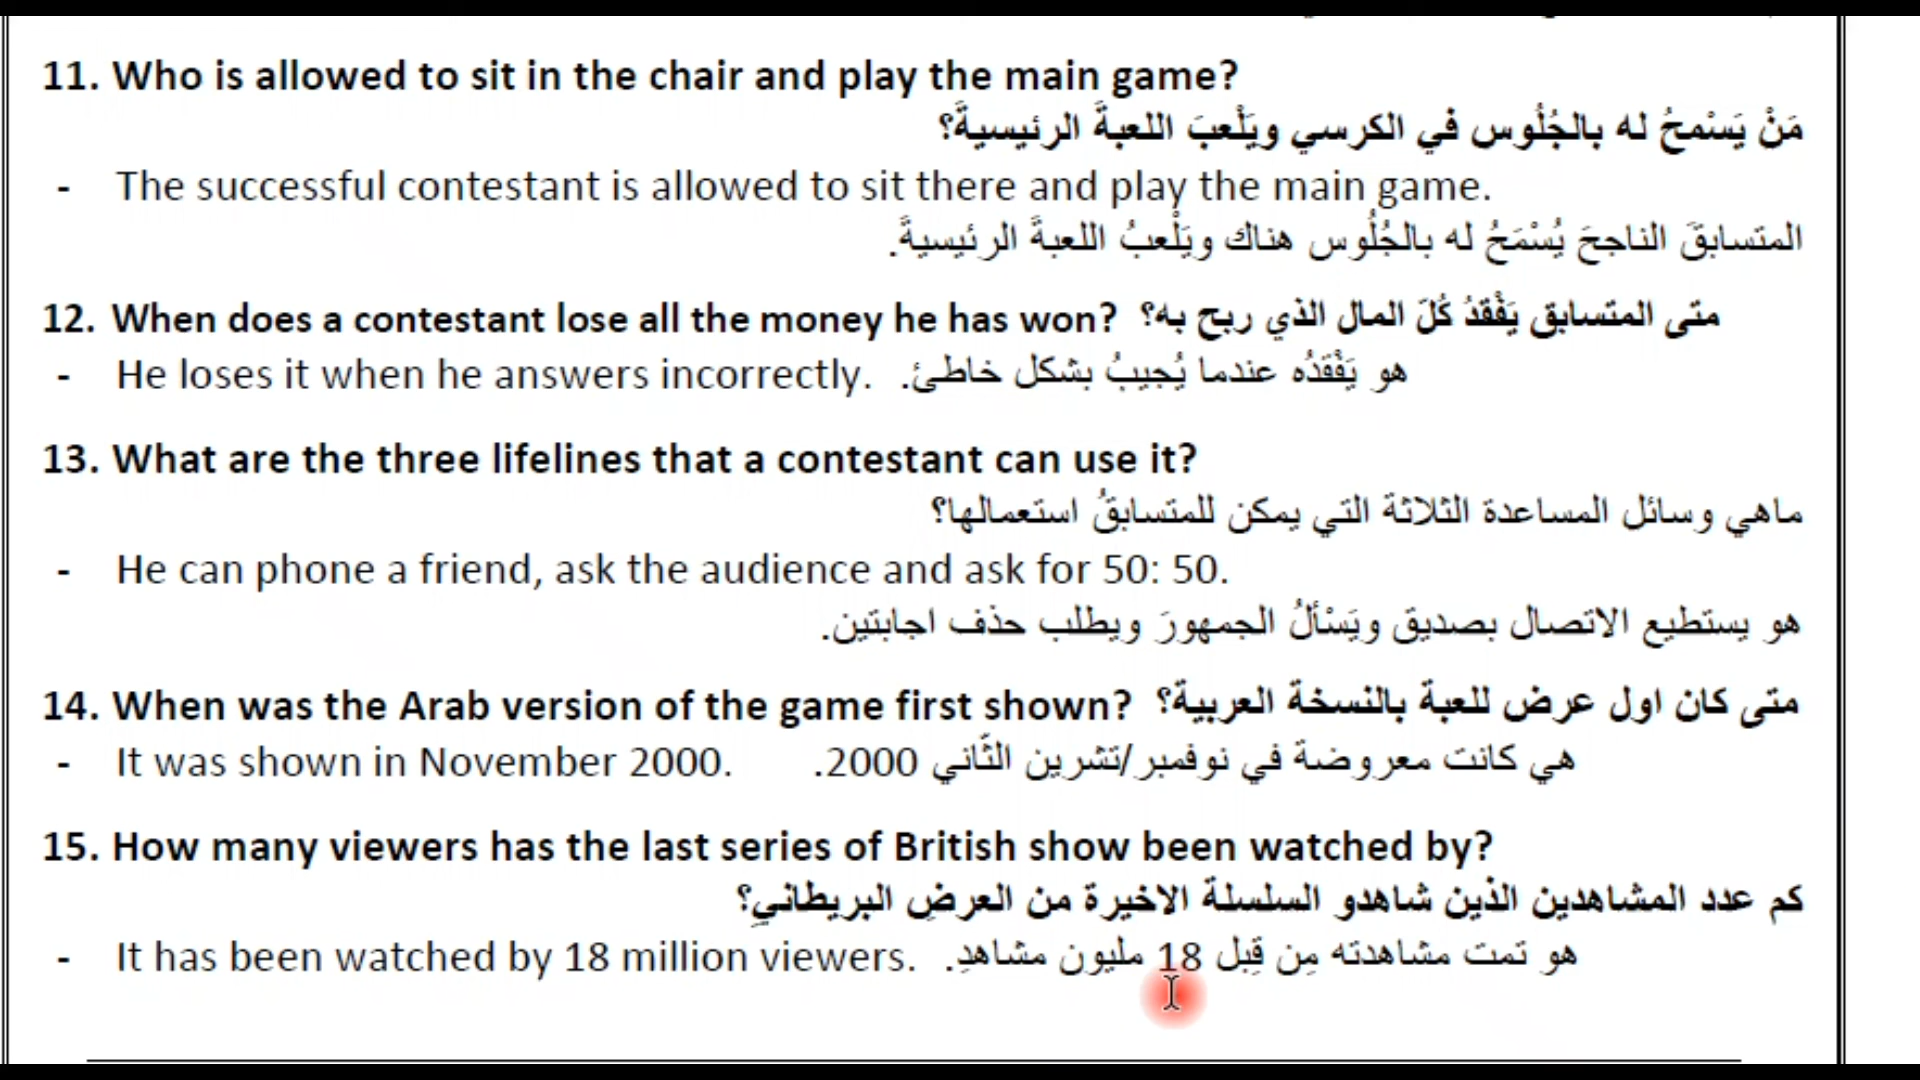 11. Who is allowed to sit in the chair and play the main game?
مَنْ يَسْمحُ له بالجُلُوس في الكرسي ويَلْعبَ اللعبةَ الرئيسيةَ؟
- The successful contestant is allowed to sit there and play the main game.
المتسابقَ الناجحَ يُسْمَحُ له بالجُلُوس هناك ويَلْعبُ اللعبةَ الرئيسيةَ.
12. When does a contestant lose all the money he has won? متى المتسابق يَفْقدُ كُلّ المال الذي ربح به؟
- He loses it when he answers incorrectly. هو يَفْقَدُه عندما يُجيبُ بشكل خاطئ.
13. What are the three lifelines that a contestant can use it?
ماهي وسائل المساعدة الثلاثة التي يمكن للمتسابقُ استعمالها؟
- He can phone a friend, ask the audience and ask for 50: 50.
هو يستطيع الاتصال بصديق ويَسْألُ الجمهورَ ويطلب حذف اجابتين.
14. When was the Arab version of the game first shown? متى كان اول عرض للعبة بالنسخة العربية؟
- It was shown in November 2000. هي كانت معروضة في نوفمبر/تشرين الثّاني 2000.
15. How many viewers has the last series of British show been watched by?
كم عدد المشاهدين الذين شاهدو السلسلة الاخيرة من العرضِ البريطانيِ؟
- It has been watched by 18 million viewers. هو تمت مشاهدته مِن قِبل 18 مليون مشاهدِ.